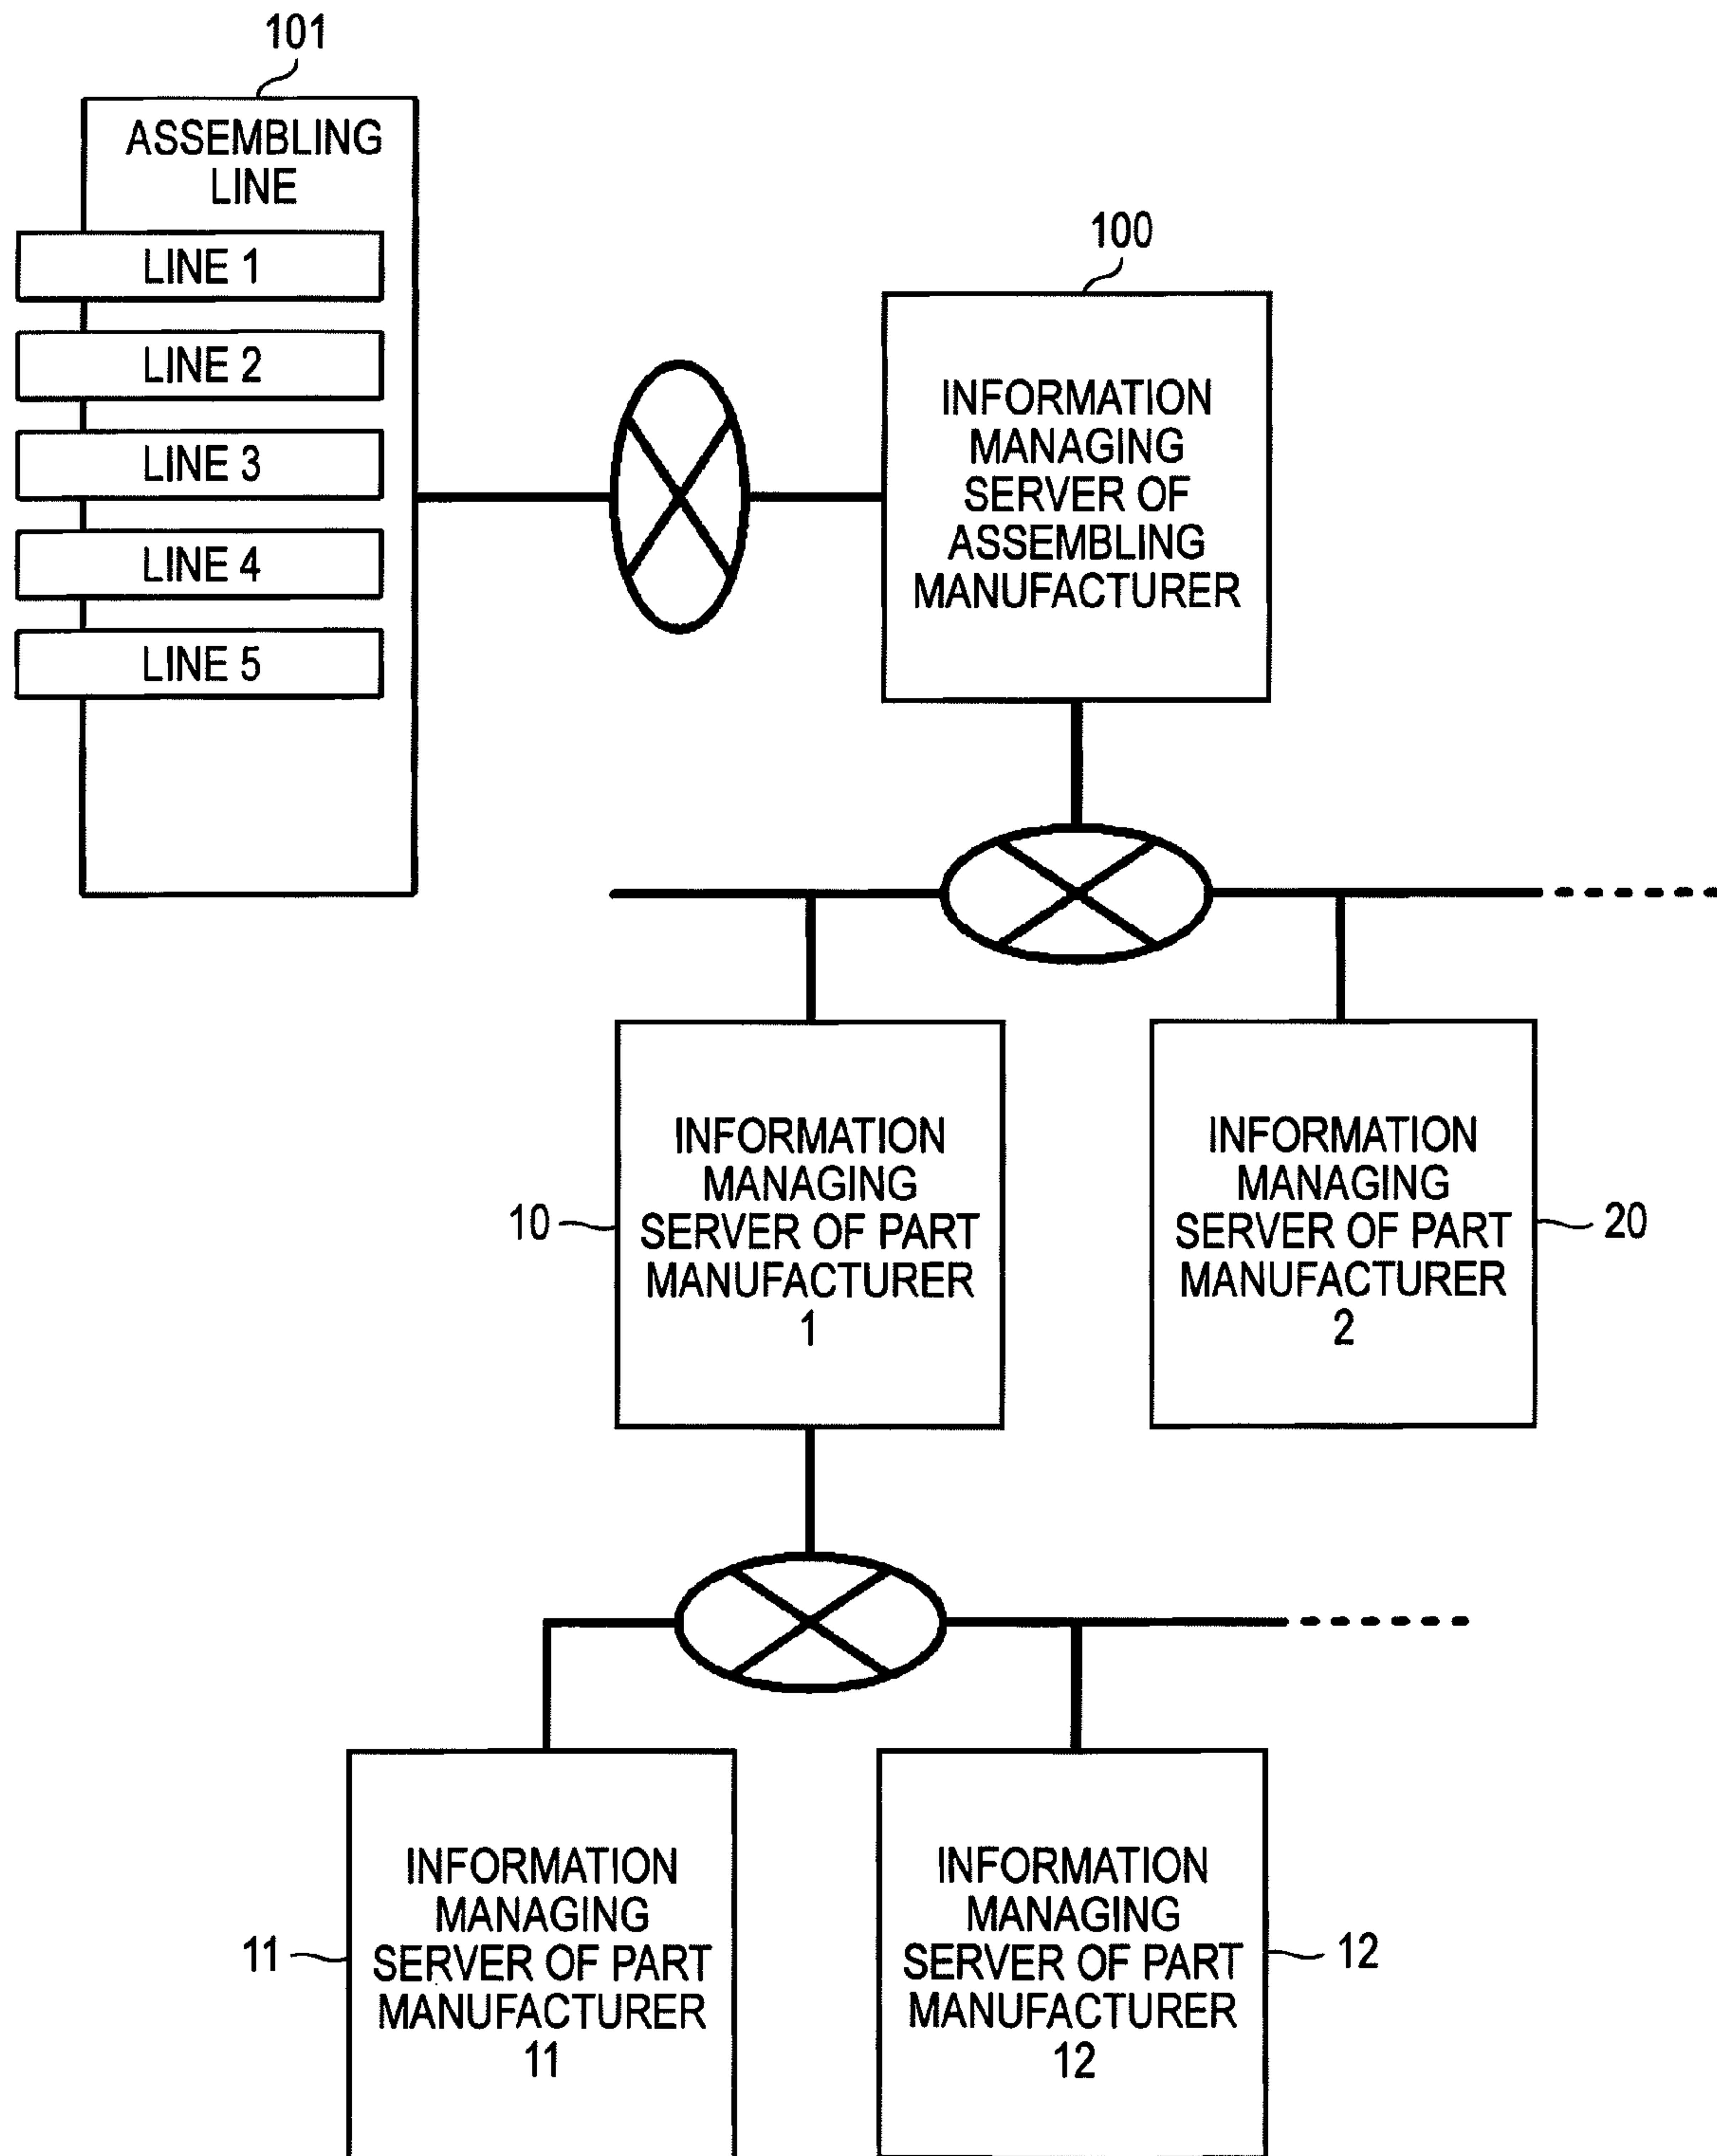 101
ASSEMBLING
LINE
LINE 1
LINE 2
LINE 3
LINE 4
LINE 5
100
INFORMATION
MANAGING
SERVER OF
ASSEMBLING
MANUFACTURER
10
INFORMATION
MANAGING
SERVER OF PART
MANUFACTURER
1
INFORMATION
MANAGING
SERVER OF PART
MANUFACTURER
2
20
11
INFORMATION
MANAGING
SERVER OF PART
MANUFACTURER
11
INFORMATION
MANAGING
SERVER OF PART
MANUFACTURER
12
12